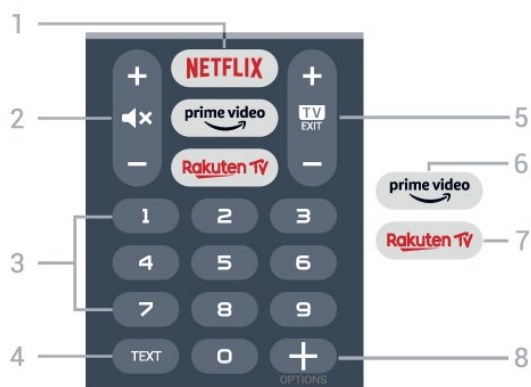 1
+
NETFLIX
+
2
prime video
TV
EXIT
5
−
Rakuten TV
−
6
prime video
Rakuten TV
7
3
1 2 3
4 5 6
7 8 9
4
TEXT 0 +
8
OPTIONS